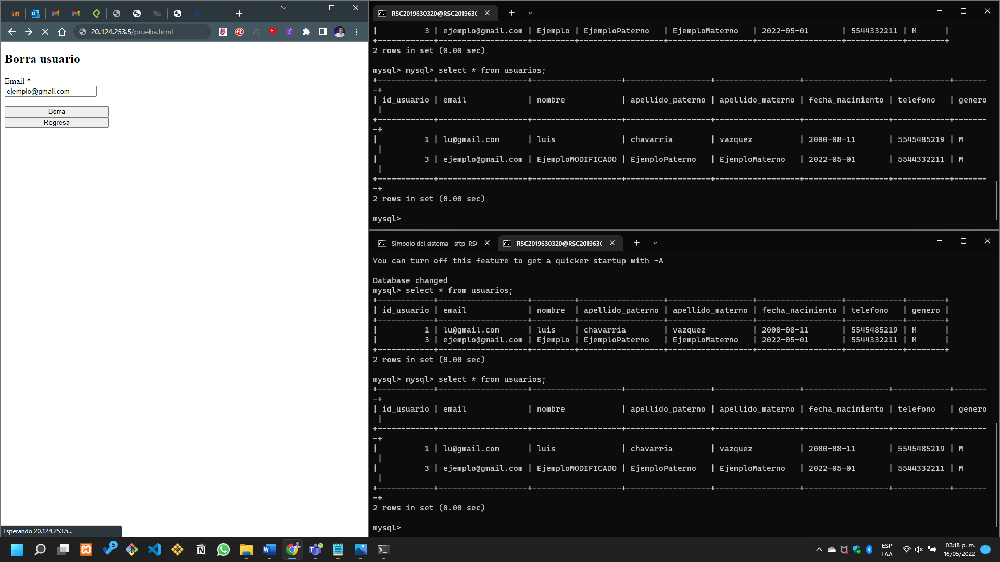 20.124.253.5/prueba.html
Borra usuario
Email *
ejemplo@gmail.com
Borra
Regresa
Esperando 20.124.253.5...
RSC2019630320@RSC201963(
|          3 | ejemplo@gmail.com | Ejemplo | EjemploPaterno   | EjemploMaterno   | 2022-05-01       | 5544332211 | M      |
+------------+-------------------+---------+------------------+------------------+------------------+------------+--------+
2 rows in set (0.00 sec)
mysql> mysql> select * from usuarios;
+------------+-------------------+-------------------+------------------+------------------+------------------+------------+-------
-+
| id_usuario | email             | nombre            | apellido_paterno | apellido_materno | fecha_nacimiento | telefono   | genero
 |
+------------+-------------------+-------------------+------------------+------------------+------------------+------------+-------
-+
|          1 | lu@gmail.com      | luis              | chavarria        | vazquez          | 2000-08-11       | 5545485219 | M
 |
|          3 | ejemplo@gmail.com | EjemploMODIFICADO | EjemploPaterno   | EjemploMaterno   | 2022-05-01       | 5544332211 | M
 |
+------------+-------------------+-------------------+------------------+------------------+------------------+------------+-------
-+
2 rows in set (0.00 sec)
mysql>
Símbolo del sistema - sftp RSC
RSC2019630320@RSC201963(
You can turn off this feature to get a quicker startup with -A
Database changed
mysql> select * from usuarios;
+------------+-------------------+---------+------------------+------------------+------------------+------------+--------+
| id_usuario | email             | nombre  | apellido_paterno | apellido_materno | fecha_nacimiento | telefono   | genero |
+------------+-------------------+---------+------------------+------------------+------------------+------------+--------+
|          1 | lu@gmail.com      | luis    | chavarria        | vazquez          | 2000-08-11       | 5545485219 | M      |
|          3 | ejemplo@gmail.com | Ejemplo | EjemploPaterno   | EjemploMaterno   | 2022-05-01       | 5544332211 | M      |
+------------+-------------------+---------+------------------+------------------+------------------+------------+--------+
2 rows in set (0.00 sec)
mysql> mysql> select * from usuarios;
+------------+-------------------+-------------------+------------------+------------------+------------------+------------+-------
-+
| id_usuario | email             | nombre            | apellido_paterno | apellido_materno | fecha_nacimiento | telefono   | genero
 |
+------------+-------------------+-------------------+------------------+------------------+------------------+------------+-------
-+
|          1 | lu@gmail.com      | luis              | chavarria        | vazquez          | 2000-08-11       | 5545485219 | M
 |
|          3 | ejemplo@gmail.com | EjemploMODIFICADO | EjemploPaterno   | EjemploMaterno   | 2022-05-01       | 5544332211 | M
 |
+------------+-------------------+-------------------+------------------+------------------+------------------+------------+-------
-+
2 rows in set (0.00 sec)
mysql>
5
ESP
LAA
03:18 p. m.
16/05/2022
11